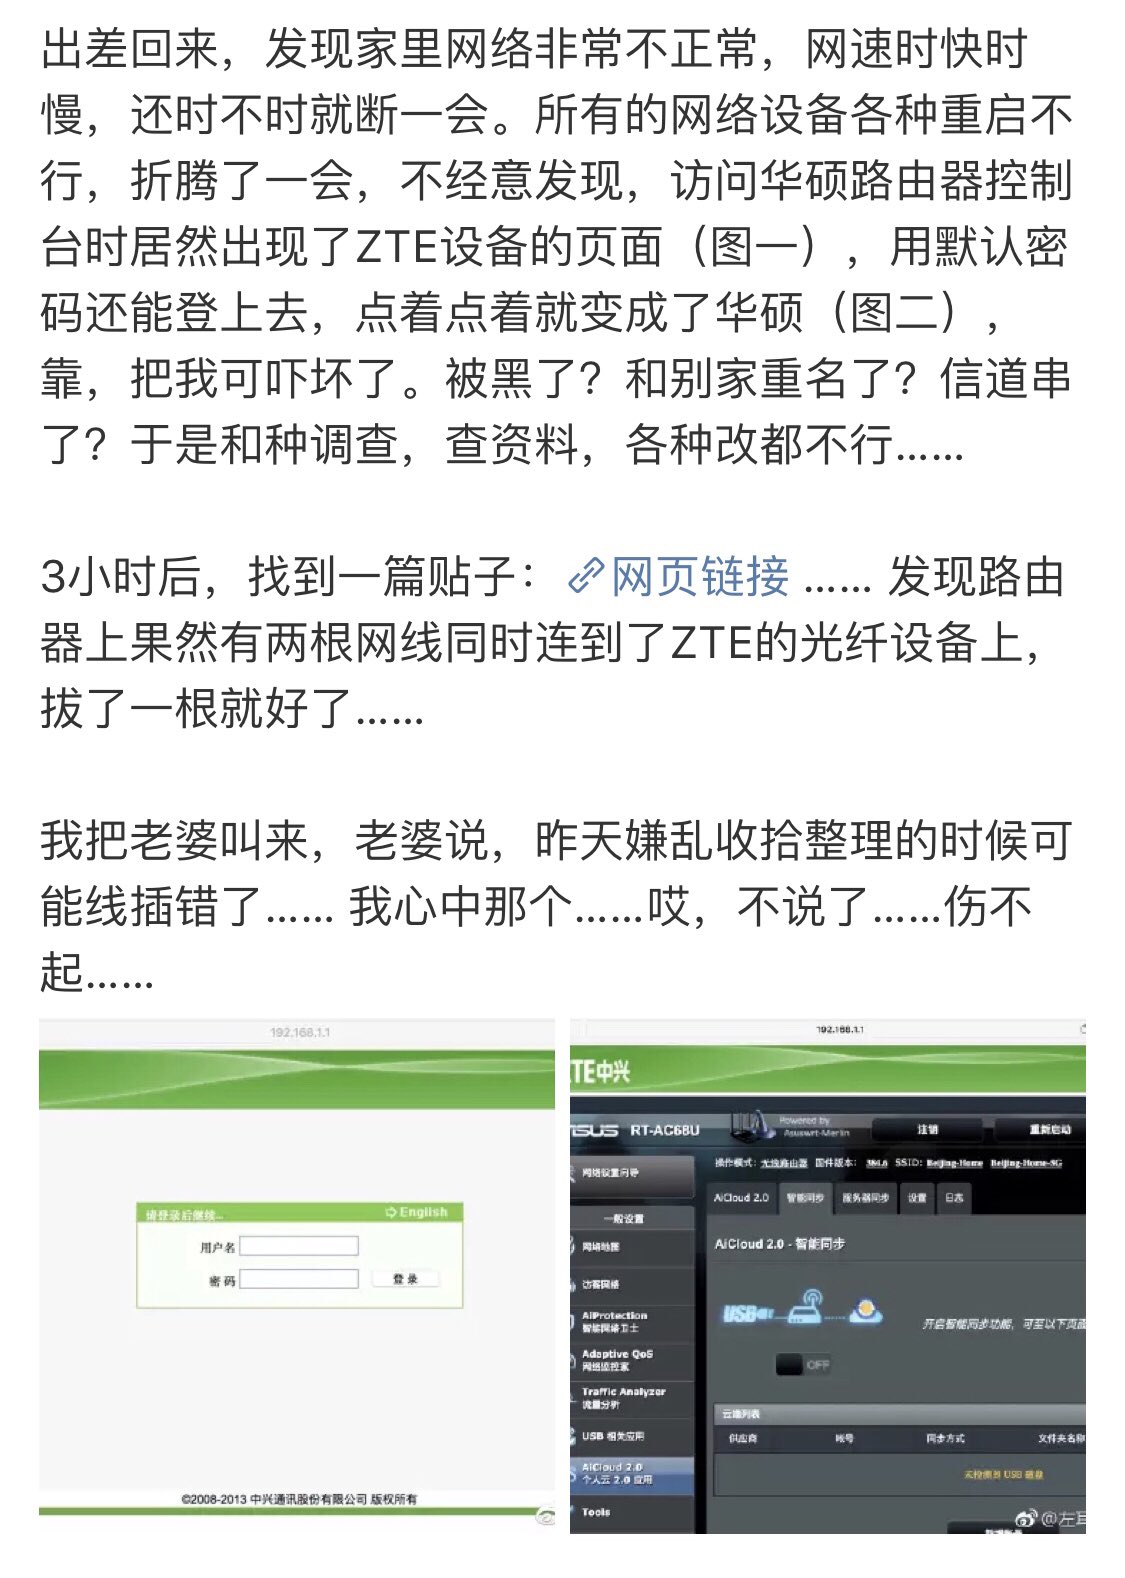 出差回来，发现家里网络非常不正常，网速时快时
慢，还时不时就断一会。所有的网络设备各种重启不
行，折腾了一会，不经意发现，访问华硕路由器控制
台时居然出现了ZTE设备的页面（图一），用默认密
码还能登上去，点着点着就变成了华硕（图二），
靠，把我可吓坏了。被黑了？和别家重名了？信道串
了？于是和种调查，查资料，各种改都不行......
3小时后，找到一篇贴子：网页链接 ...... 发现路由
器上果然有两根网线同时连到了ZTE的光纤设备上，
拔了一根就好了......
我把老婆叫来，老婆说，昨天嫌乱收拾整理的时候可
能线插错了...... 我心中那个......哎，不说了......伤不
起......
192.168.1.1
请登录后继续...
English
用户名
密码
登录
©2008-2013 中兴通讯股份有限公司 版权所有
192.168.1.1
TE中兴
RT-AC68U
Powered by
Asuswrt-Merlin
注销
重新启动
操作模式：无线路由器 固件版本： SSID: Beijing-Home Beijing-Home-5G
网络设置向导
AiCloud 2.0
智能同步
服务器同步
设置
日志
一般设置
网络地图
AiCloud 2.0 - 智能同步
访客网络
AiProtection
智能网络卫士
开启智能同步功能，可至以下页面
Adaptive QoS
网络监控家
OFF
Traffic Analyzer
流量分析
云端列表
USB 相关应用
供应商
账号
同步方式
文件夹名称
AiCloud 2.0
个人云 2.0 应用
未检测到 USB 磁盘
Tools
@左耳